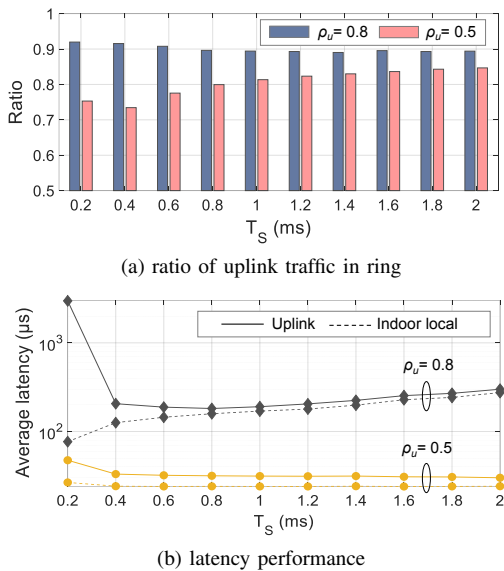 1
ρu = 0.8 ρu = 0.5
0.9
0.8
0.7
0.6
0.5
Ratio
0.2 0.4 0.6 0.8 1 1.2 1.4 1.6 1.8 2
TS (ms)
(a) ratio of uplink traffic in ring
Uplink Indoor local
10³
10²
Average latency (μs)
ρu= 0.8
ρu= 0.5
0.2 0.4 0.6 0.8 1 1.2 1.4 1.6 1.8 2
TS (ms)
(b) latency performance